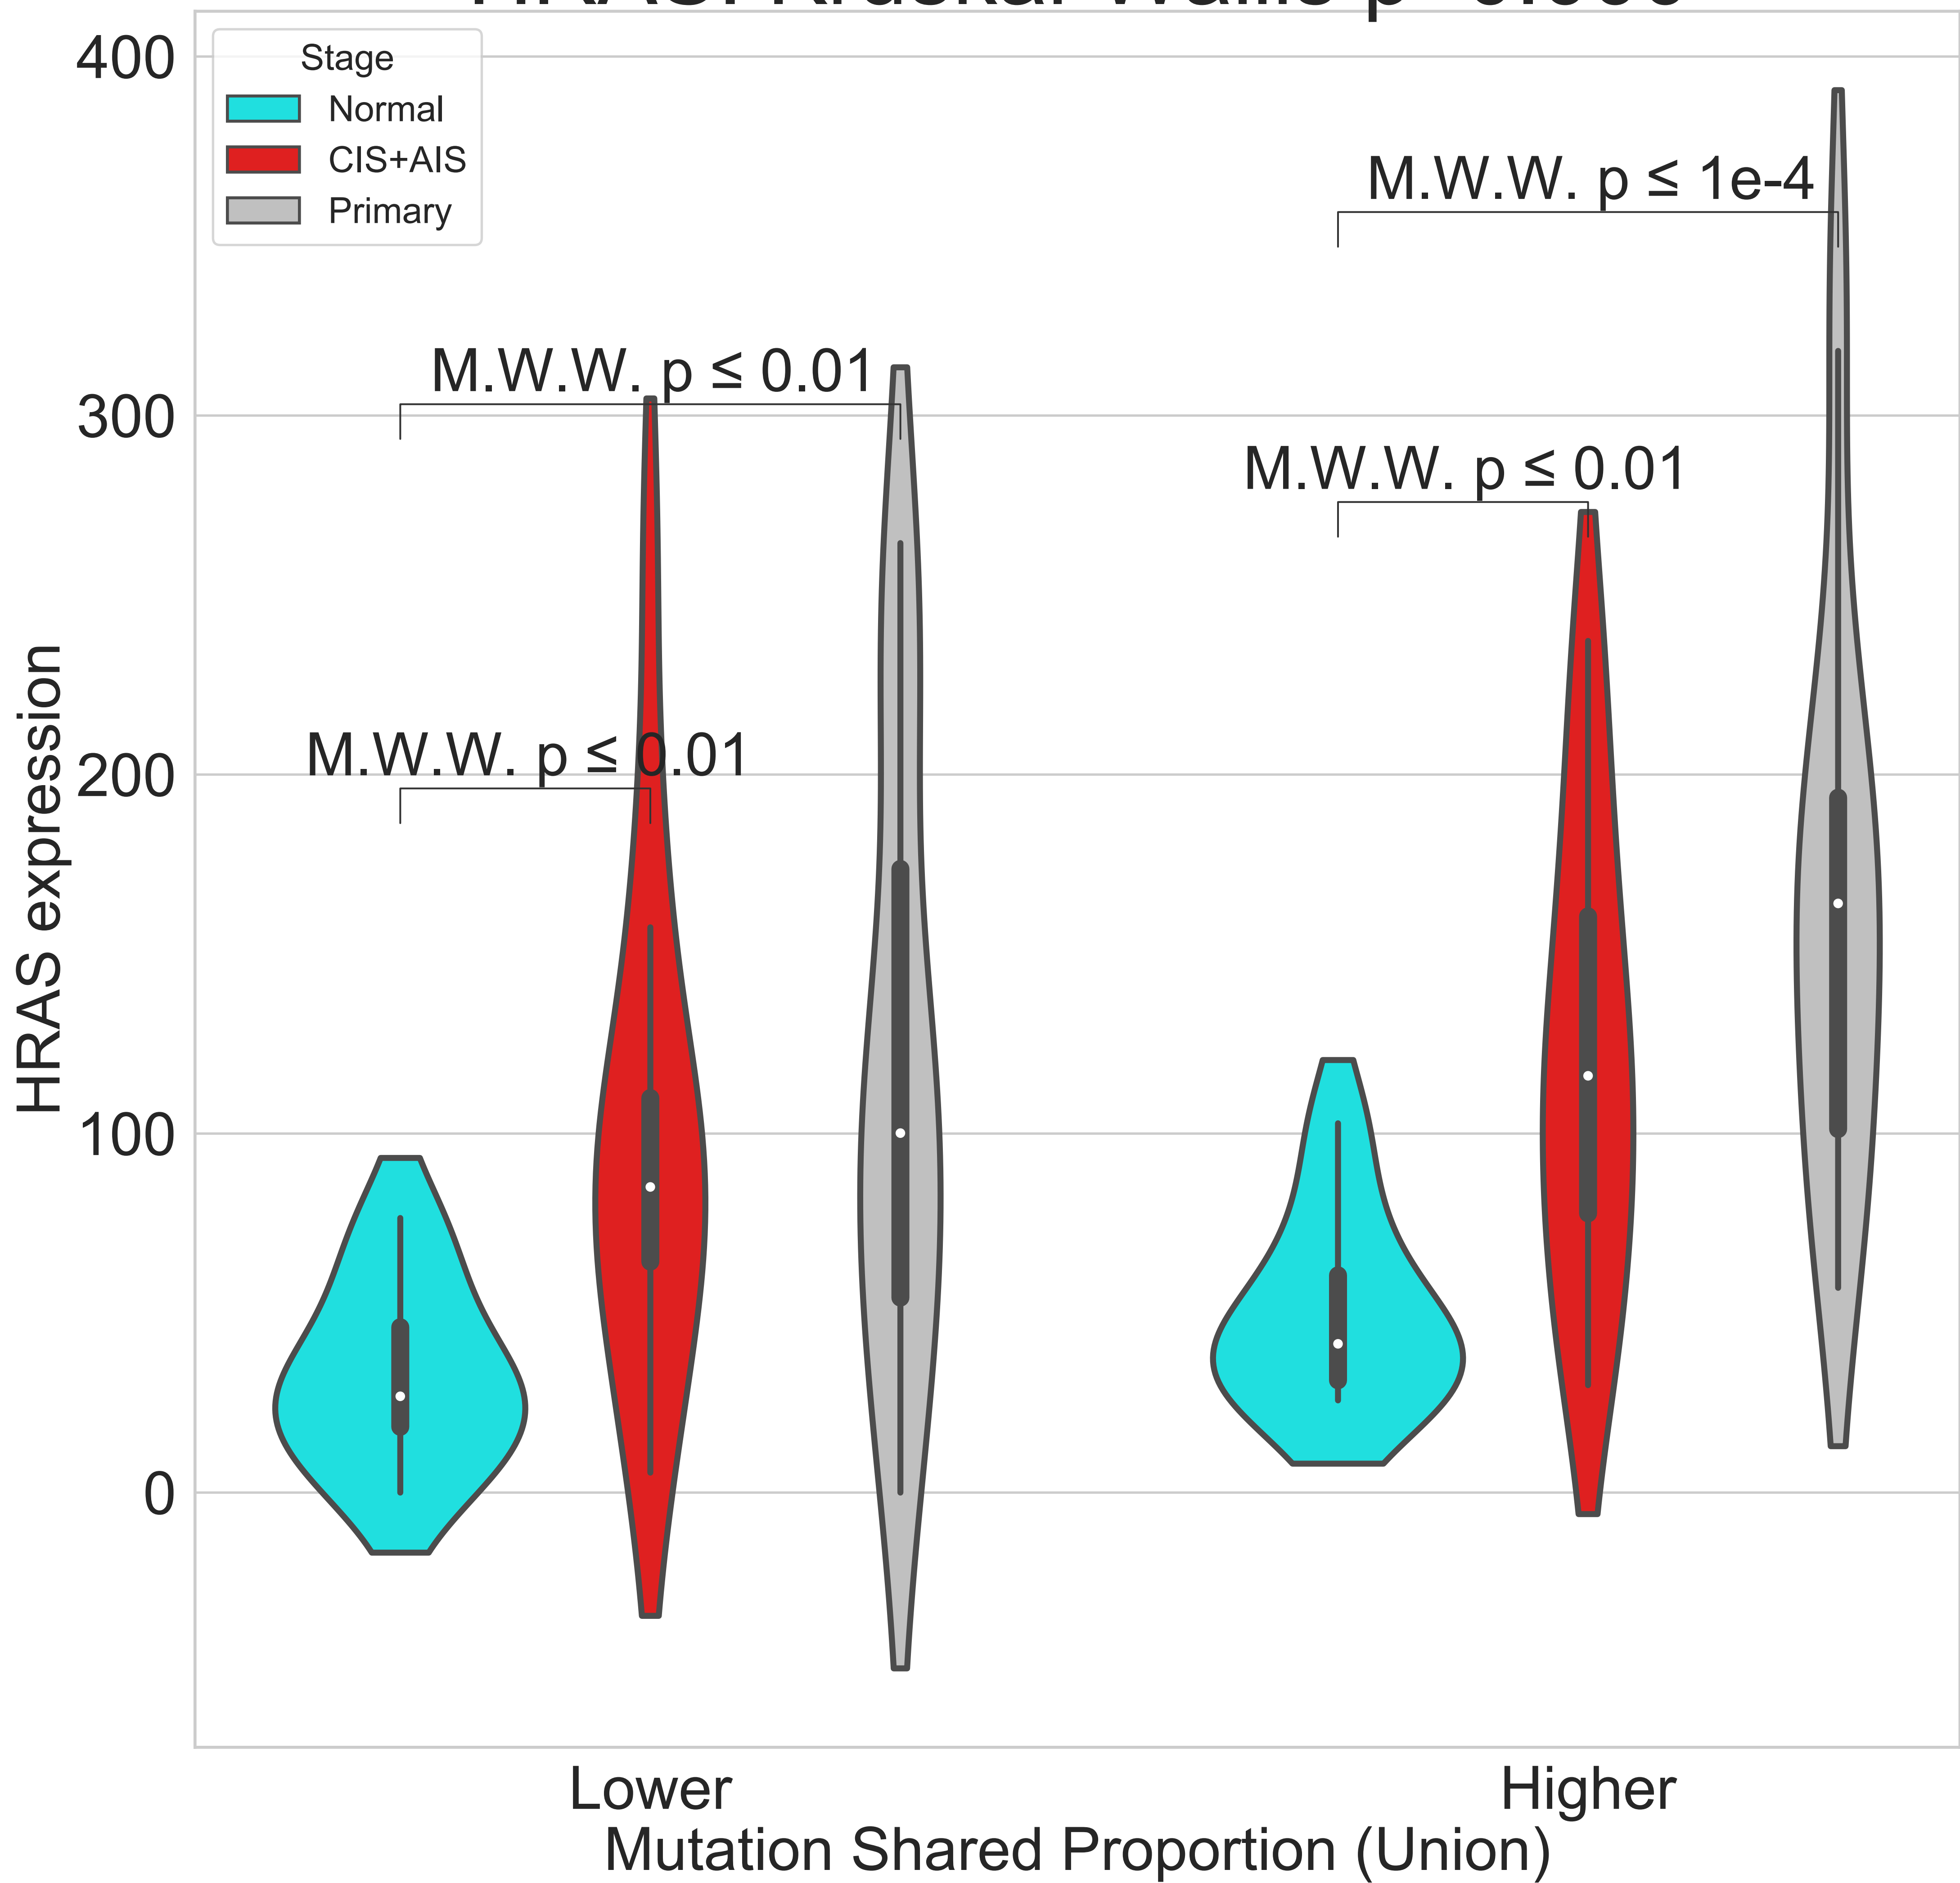 Stage
Normal
CIS+AIS
Primary
400
300
200
100
0
HRAS expression
M.W.W. p ≤ 1e-4
M.W.W. p ≤ 0.01
M.W.W. p ≤ 0.01
M.W.W. p ≤ 0.01
Lower
Higher
Mutation Shared Proportion (Union)